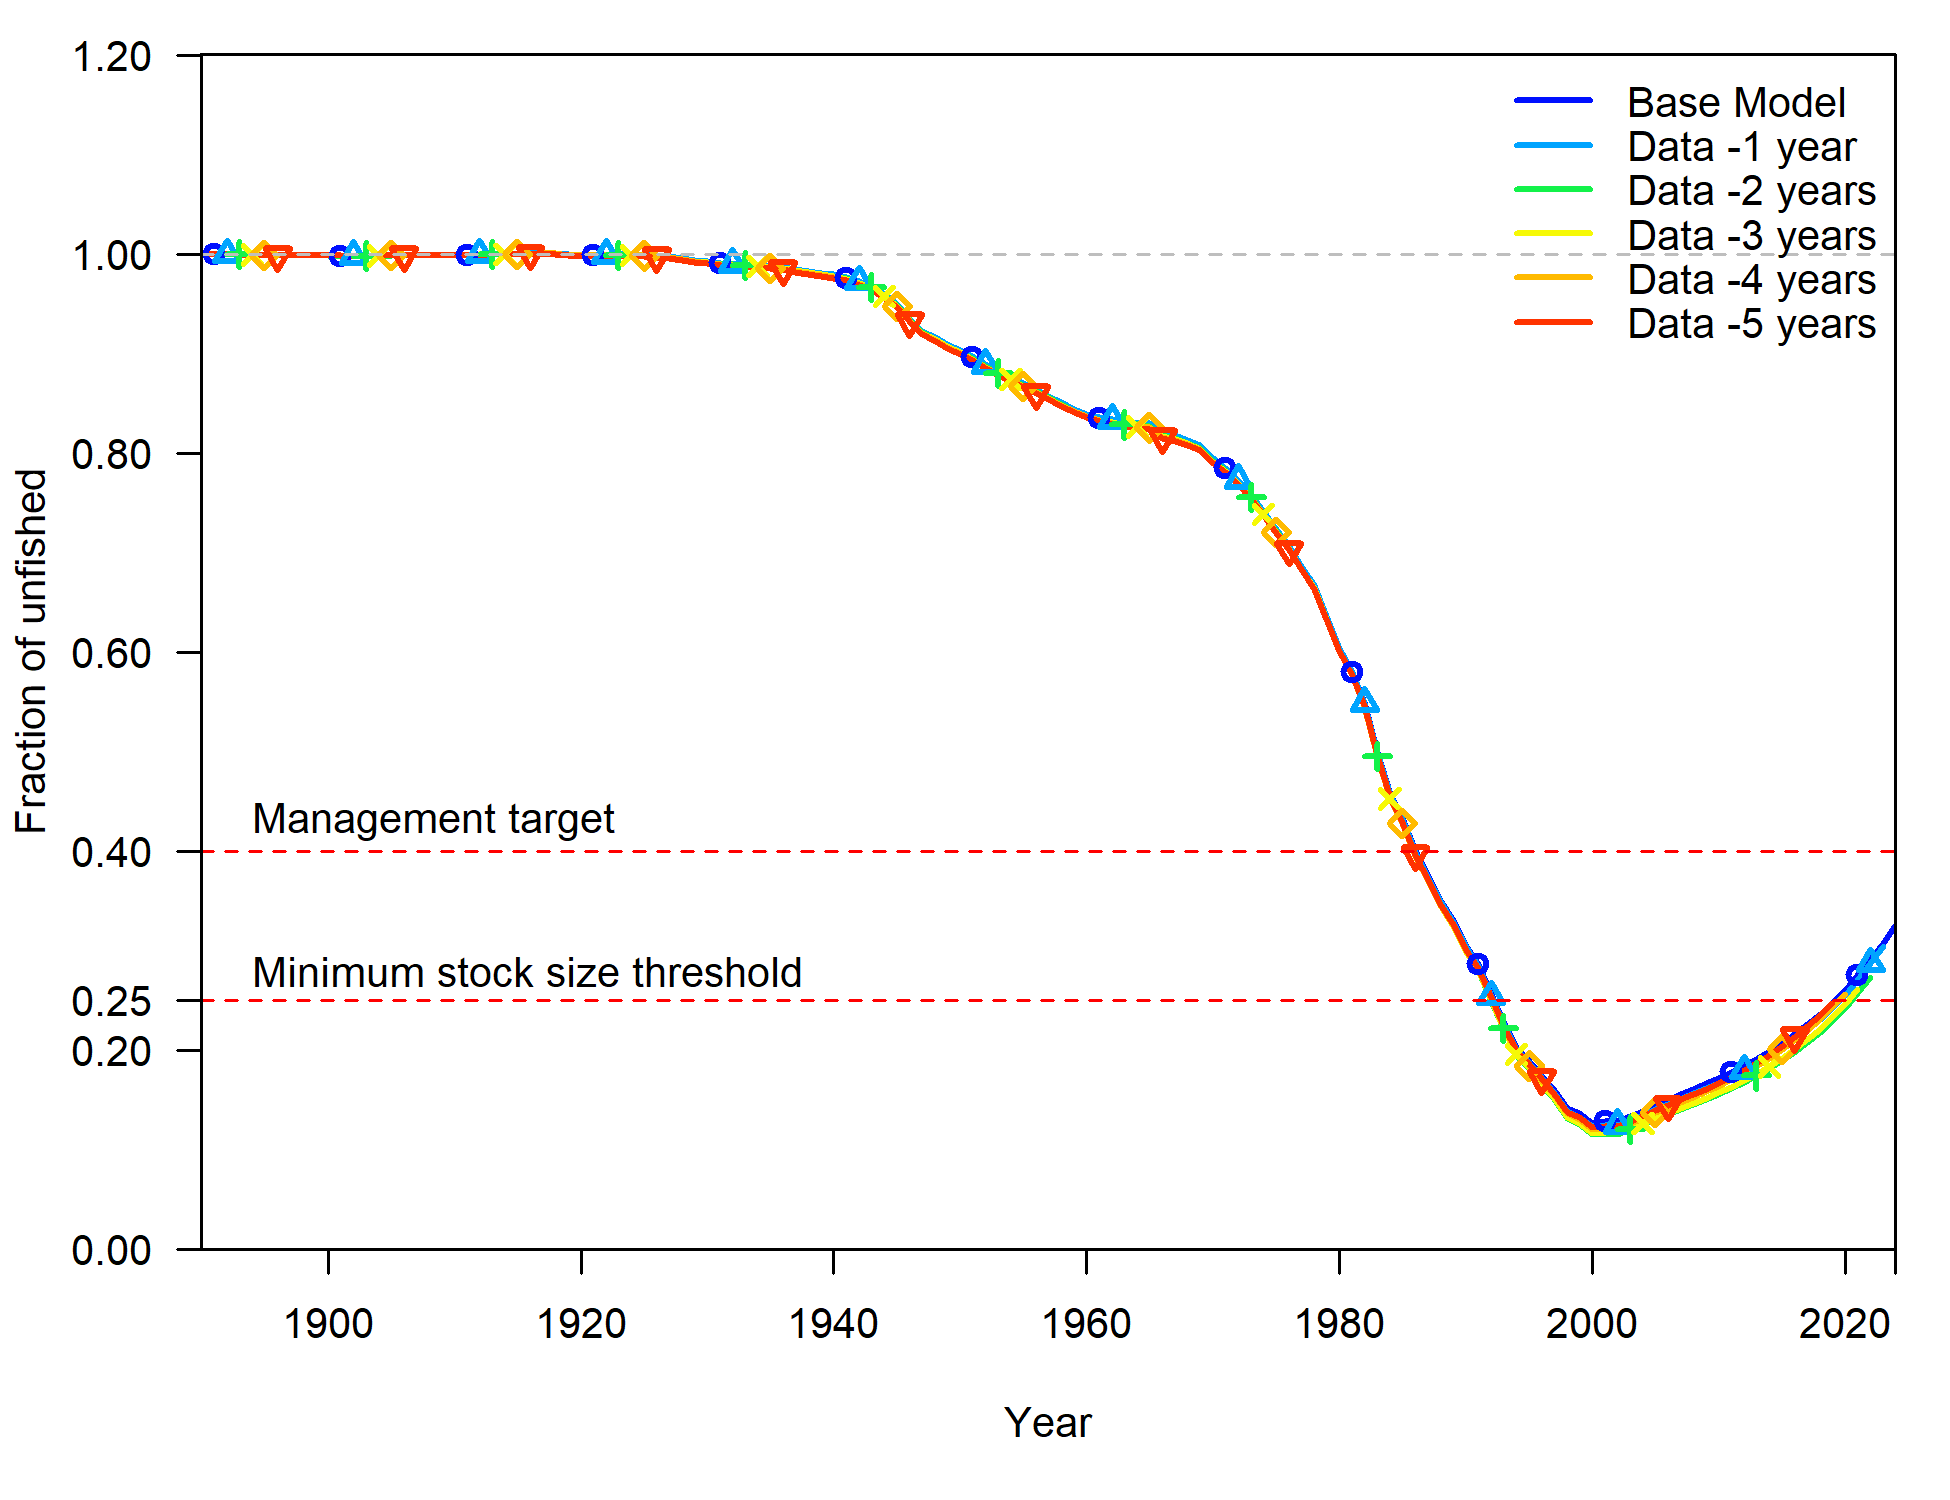 1.20
1.00
0.80
0.60
0.40
0.25
0.20
0.00
Fraction of unfished
Base Model
Data -1 year
Data -2 years
Data -3 years
Data -4 years
Data -5 years
Management target
Minimum stock size threshold
1900 1920 1940 1960 1980 2000 2020
Year